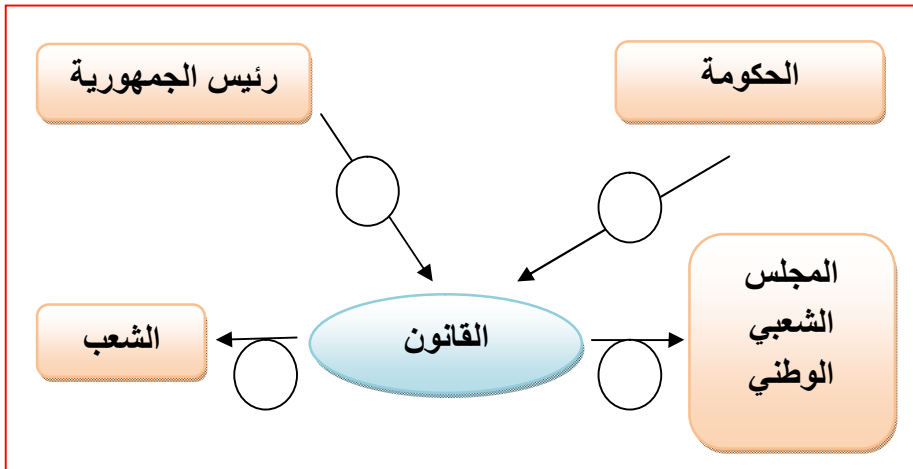 الحكومة
رئيس الجمهورية
المجلس
الشعبي
الوطني
القانون
الشعب